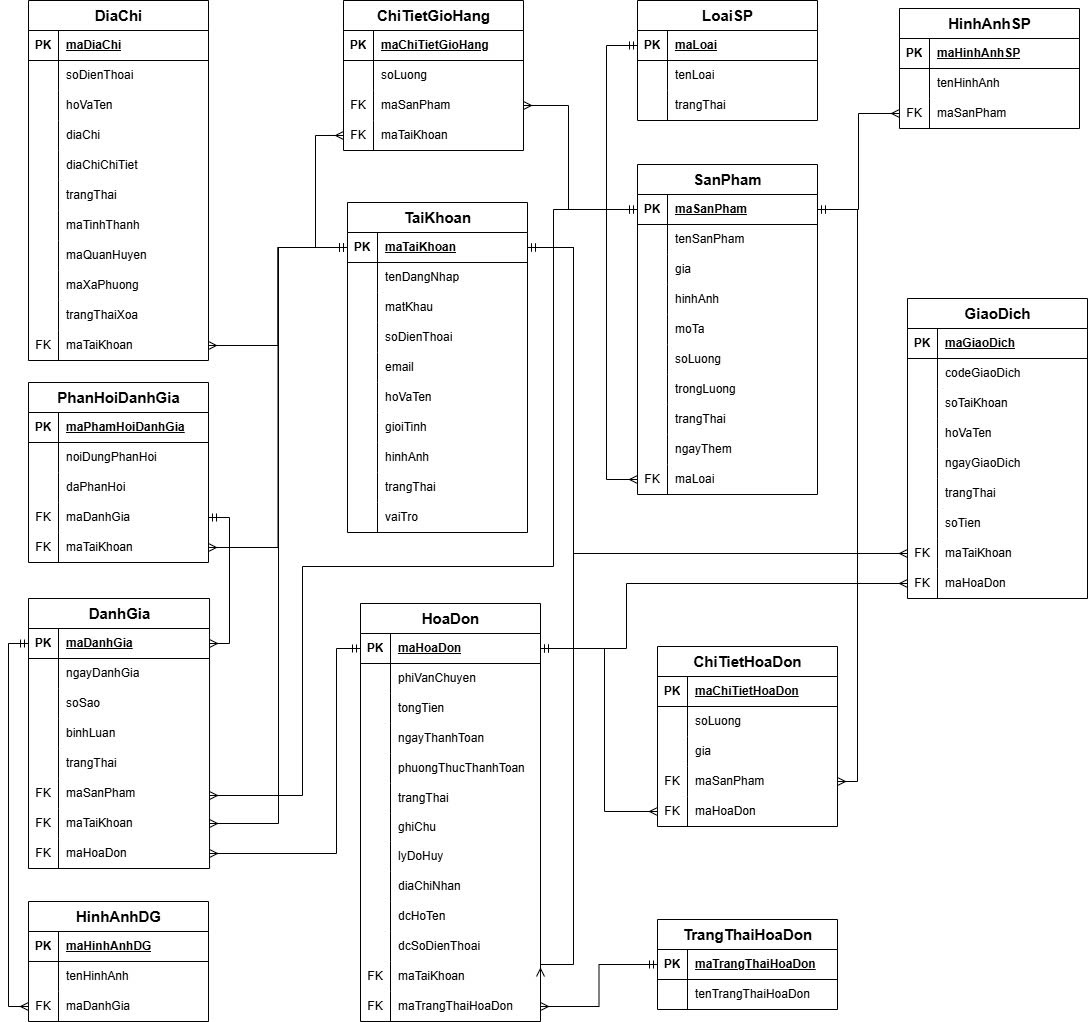 DiaChi
PK maDiaChi
soDienThoai
hoVaTen
diaChi
diaChiChiTiet
trangThai
maTinhThanh
maQuanHuyen
maXaPhuong
trangThaiXoa
FK maTaiKhoan
ChiTietGioHang
PK maChiTietGioHang
soLuong
FK maSanPham
FK maTaiKhoan
LoaiSP
PK maLoai
tenLoai
trangThai
HinhAnhSP
PK maHinhAnhSP
tenHinhAnh
FK maSanPham
TaiKhoan
PK maTaiKhoan
tenDangNhap
matKhau
soDienThoai
email
hoVaTen
gioiTinh
hinhAnh
trangThai
vaiTro
SanPham
PK maSanPham
tenSanPham
gia
hinhAnh
moTa
soLuong
trongLuong
trangThai
ngayThem
FK maLoai
GiaoDich
PK maGiaoDich
codeGiaoDich
soTaiKhoan
hoVaTen
ngayGiaoDich
trangThai
soTien
FK maTaiKhoan
FK maHoaDon
PhanHoiDanhGia
PK maPhamHoiDanhGia
noiDungPhanHoi
daPhanHoi
FK maDanhGia
FK maTaiKhoan
DanhGia
PK maDanhGia
ngayDanhGia
soSao
binhLuan
trangThai
FK maSanPham
FK maTaiKhoan
FK maHoaDon
HoaDon
PK maHoaDon
phiVanChuyen
tongTien
ngayThanhToan
phuongThucThanhToan
trangThai
ghiChu
lyDoHuy
diaChiNhan
dcHoTen
dcSoDienThoai
FK maTaiKhoan
FK maTrangThaiHoaDon
ChiTietHoaDon
PK maChiTietHoaDon
soLuong
gia
FK maSanPham
FK maHoaDon
HinhAnhDG
PK maHinhAnhDG
tenHinhAnh
FK maDanhGia
TrangThaiHoaDon
PK maTrangThaiHoaDon
tenTrangThaiHoaDon